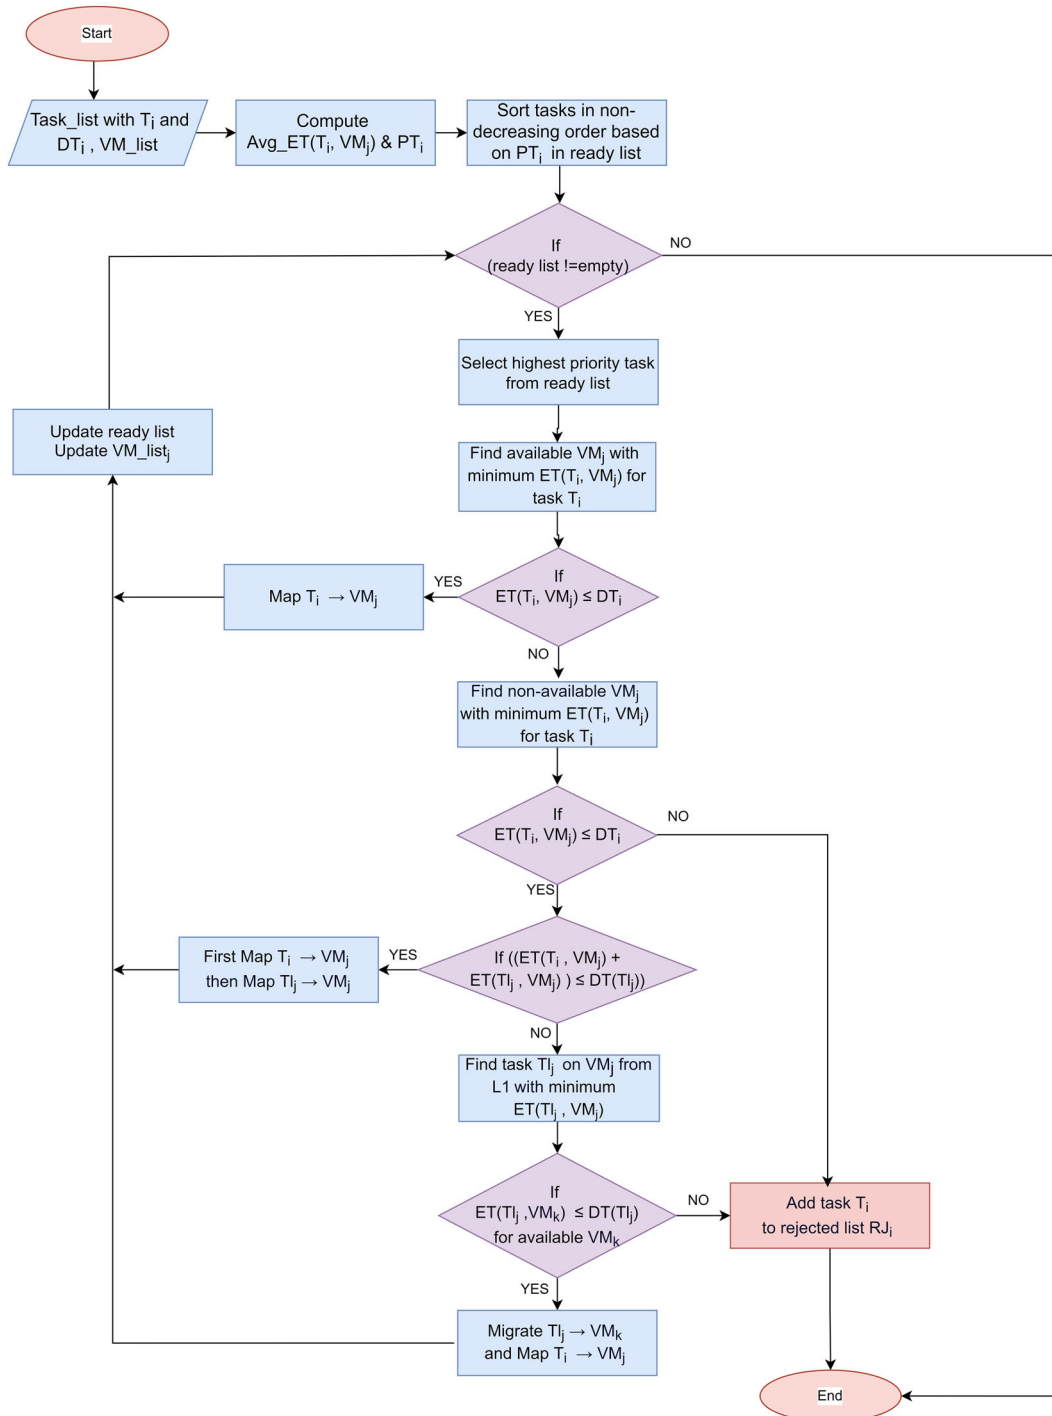 Start
Task_list with Ti and
DTi , VM_list
Compute
Avg_ET(Ti, VMj) & PTi
Sort tasks in non-
decreasing order based
on PTi in ready list
If
(ready list !=empty)
NO
YES
Select highest priority task
from ready list
Update ready list
Update VM_listj
Find available VMj with
minimum ET(Ti, VMj) for
task Ti
If
ET(Ti, VMj) ≤ DTi
YES
Map Ti → VMj
NO
Find non-available VMj
with minimum ET(Ti, VMj)
for task Ti
If
ET(Ti, VMj) ≤ DTi
NO
YES
If ((ET(Ti , VMj) +
ET(Tlj , VMj) ) ≤ DT(Tlj))
YES
First Map Ti → VMj
then Map Tlj → VMj
NO
Find task Tlj on VMj from
L1 with minimum
ET(Tlj , VMj)
If
ET(Tlj ,VMk) ≤ DT(Tlj)
for available VMk
NO
Add task Ti
to rejected list RJi
YES
Migrate Tlj → VMk
and Map Ti → VMj
End